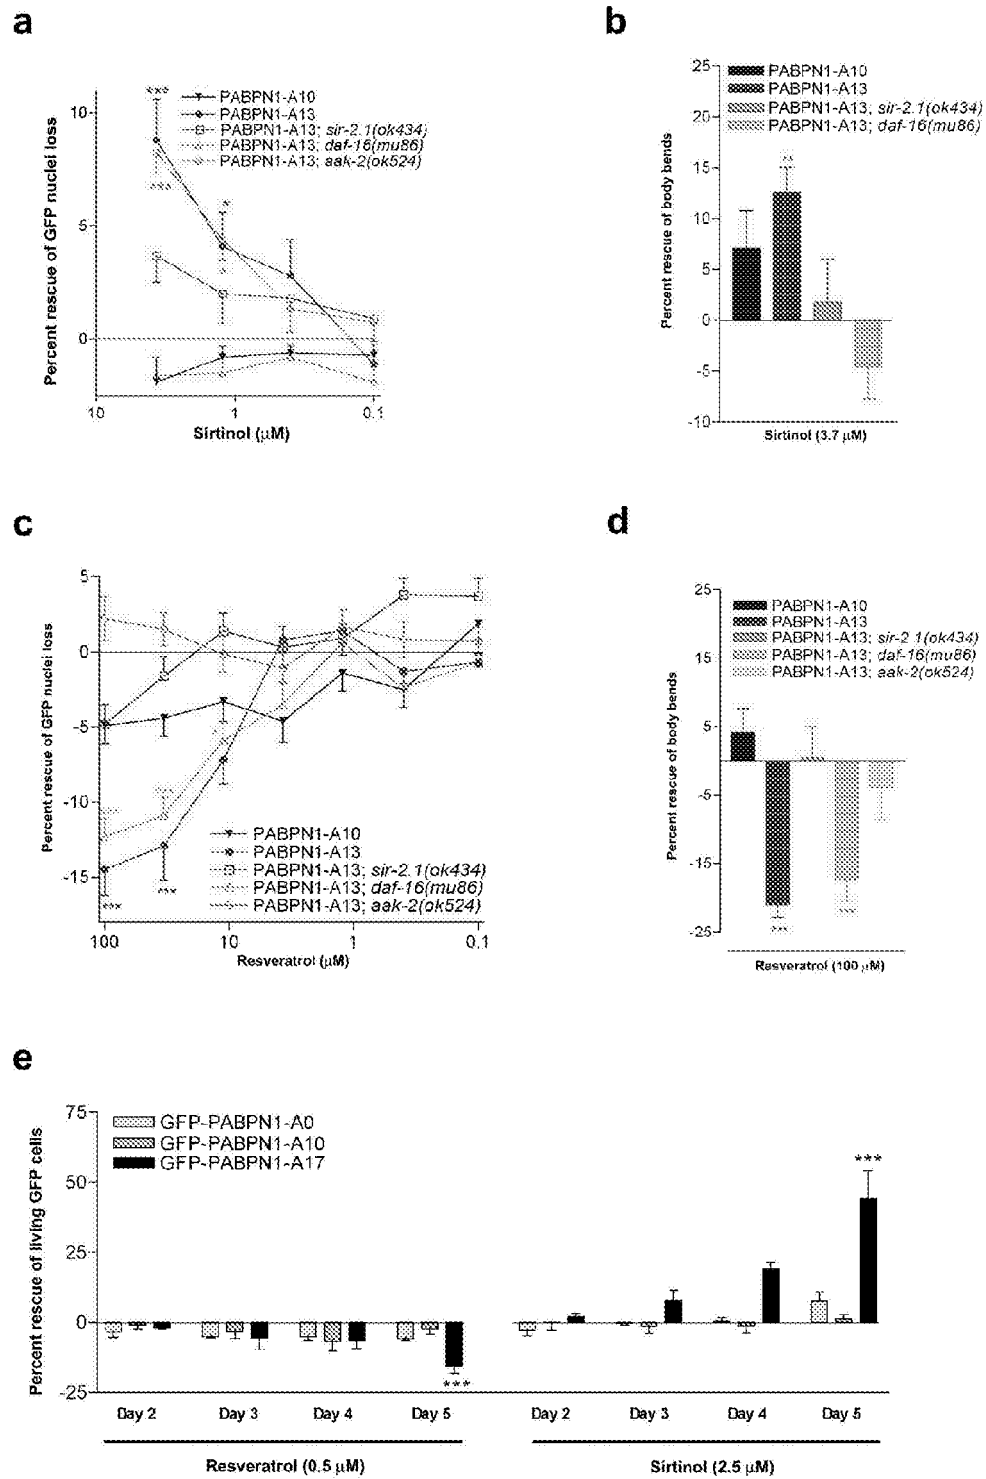 a
Percent rescue of GFP nuclei loss
10
5
0
***
***
*
PABPN1-A10
PABPN1-A13
PABPN1-A13; sir-2.1(ok434)
PABPN1-A13; daf-16(mu86)
PABPN1-A13; aak-2(ok524)
10
1
0.1
Sirtinol (µM)
b
Percent rescue of body bends
25
20
15
10
5
0
-5
-10
PABPN1-A10
PABPN1-A13
PABPN1-A13; sir-2.1(ok434)
PABPN1-A13; daf-16(mu86)
Sirtinol (3.7 µM)
c
Percent rescue of GFP nuclei loss
5
0
-5
-10
-15
***
***
PABPN1-A10
PABPN1-A13
PABPN1-A13; sir-2.1(ok434)
PABPN1-A13; daf-16(mu86)
PABPN1-A13; aak-2(ok524)
100
10
1
0.1
Resveratrol (µM)
d
Percent rescue of body bends
25
15
5
-5
-15
-25
PABPN1-A10
PABPN1-A13
PABPN1-A13; sir-2.1(ok434)
PABPN1-A13; daf-16(mu86)
PABPN1-A13; aak-2(ok524)
***
Resveratrol (100 µM)
e
Percent rescue of living GFP cells
75
50
25
0
-25
GFP-PABPN1-A0
GFP-PABPN1-A10
GFP-PABPN1-A17
***
***
Day 2 Day 3 Day 4 Day 5 Day 2 Day 3 Day 4 Day 5
Resveratrol (0.5 µM)
Sirtinol (2.5 µM)